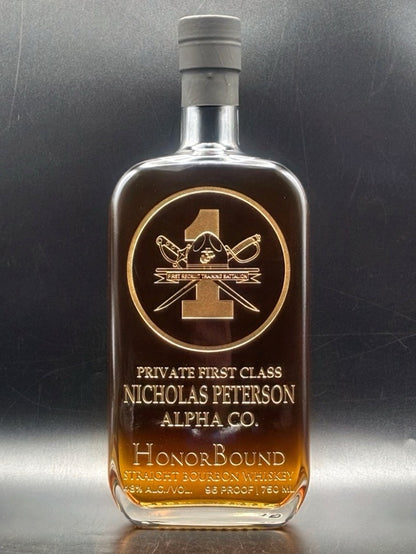 1
FIRST RECRUIT TRAINING BATTALION
PRIVATE FIRST CLASS
NICHOLAS PETERSON
ALPHA CO.
HONORBOUND
STRAIGHT BOURBON WHISKEY
48% ALC./VOL. 96 PROOF | 750 ML